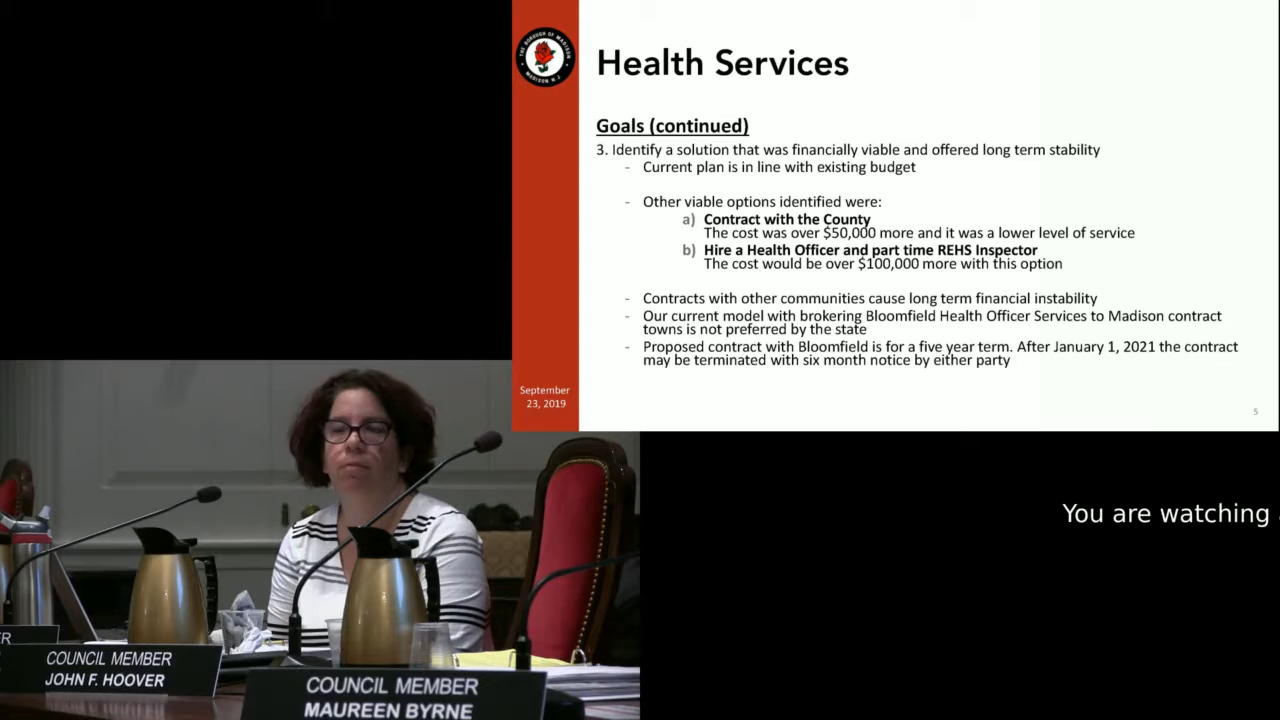 THE BOROUGH OF MADISON
MADISON N.J.
Health Services
Goals (continued)
3. Identify a solution that was financially viable and offered long term stability
- Current plan is in line with existing budget
- Other viable options identified were:
a) Contract with the County
The cost was over $50,000 more and it was a lower level of service
b) Hire a Health Officer and part time REHS Inspector
The cost would be over $100,000 more with this option
- Contracts with other communities cause long term financial instability
- Our current model with brokering Bloomfield Health Officer Services to Madison contract
towns is not preferred by the state
- Proposed contract with Bloomfield is for a five year term. After January 1, 2021 the contract
may be terminated with six month notice by either party
September
23, 2019
5
You are watching
ER
COUNCIL MEMBER
JOHN F. HOOVER
COUNCIL MEMBER
MAUREEN BYRNE